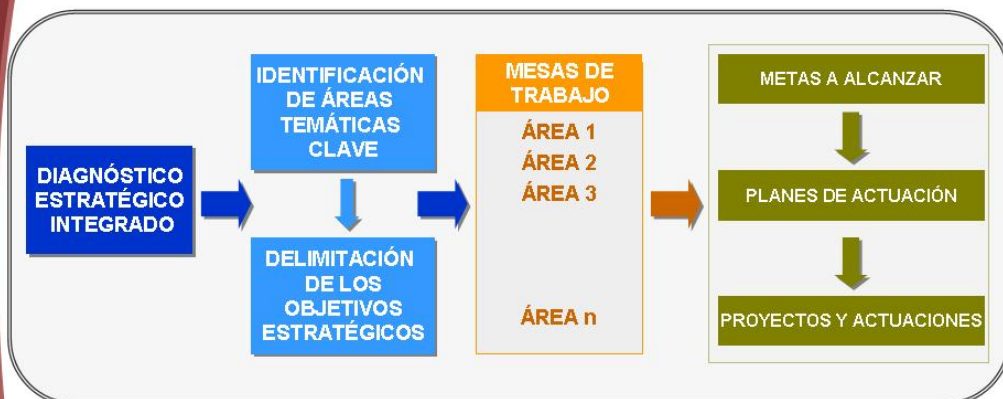 DIAGNÓSTICO
ESTRATÉGICO
INTEGRADO
IDENTIFICACIÓN
DE ÁREAS
TEMÁTICAS
CLAVE
DELIMITACIÓN
DE LOS
OBJETIVOS
ESTRATÉGICOS
MESAS DE
TRABAJO
ÁREA 1
ÁREA 2
ÁREA 3
ÁREA n
METAS A ALCANZAR
PLANES DE ACTUACIÓN
PROYECTOS Y ACTUACIONES